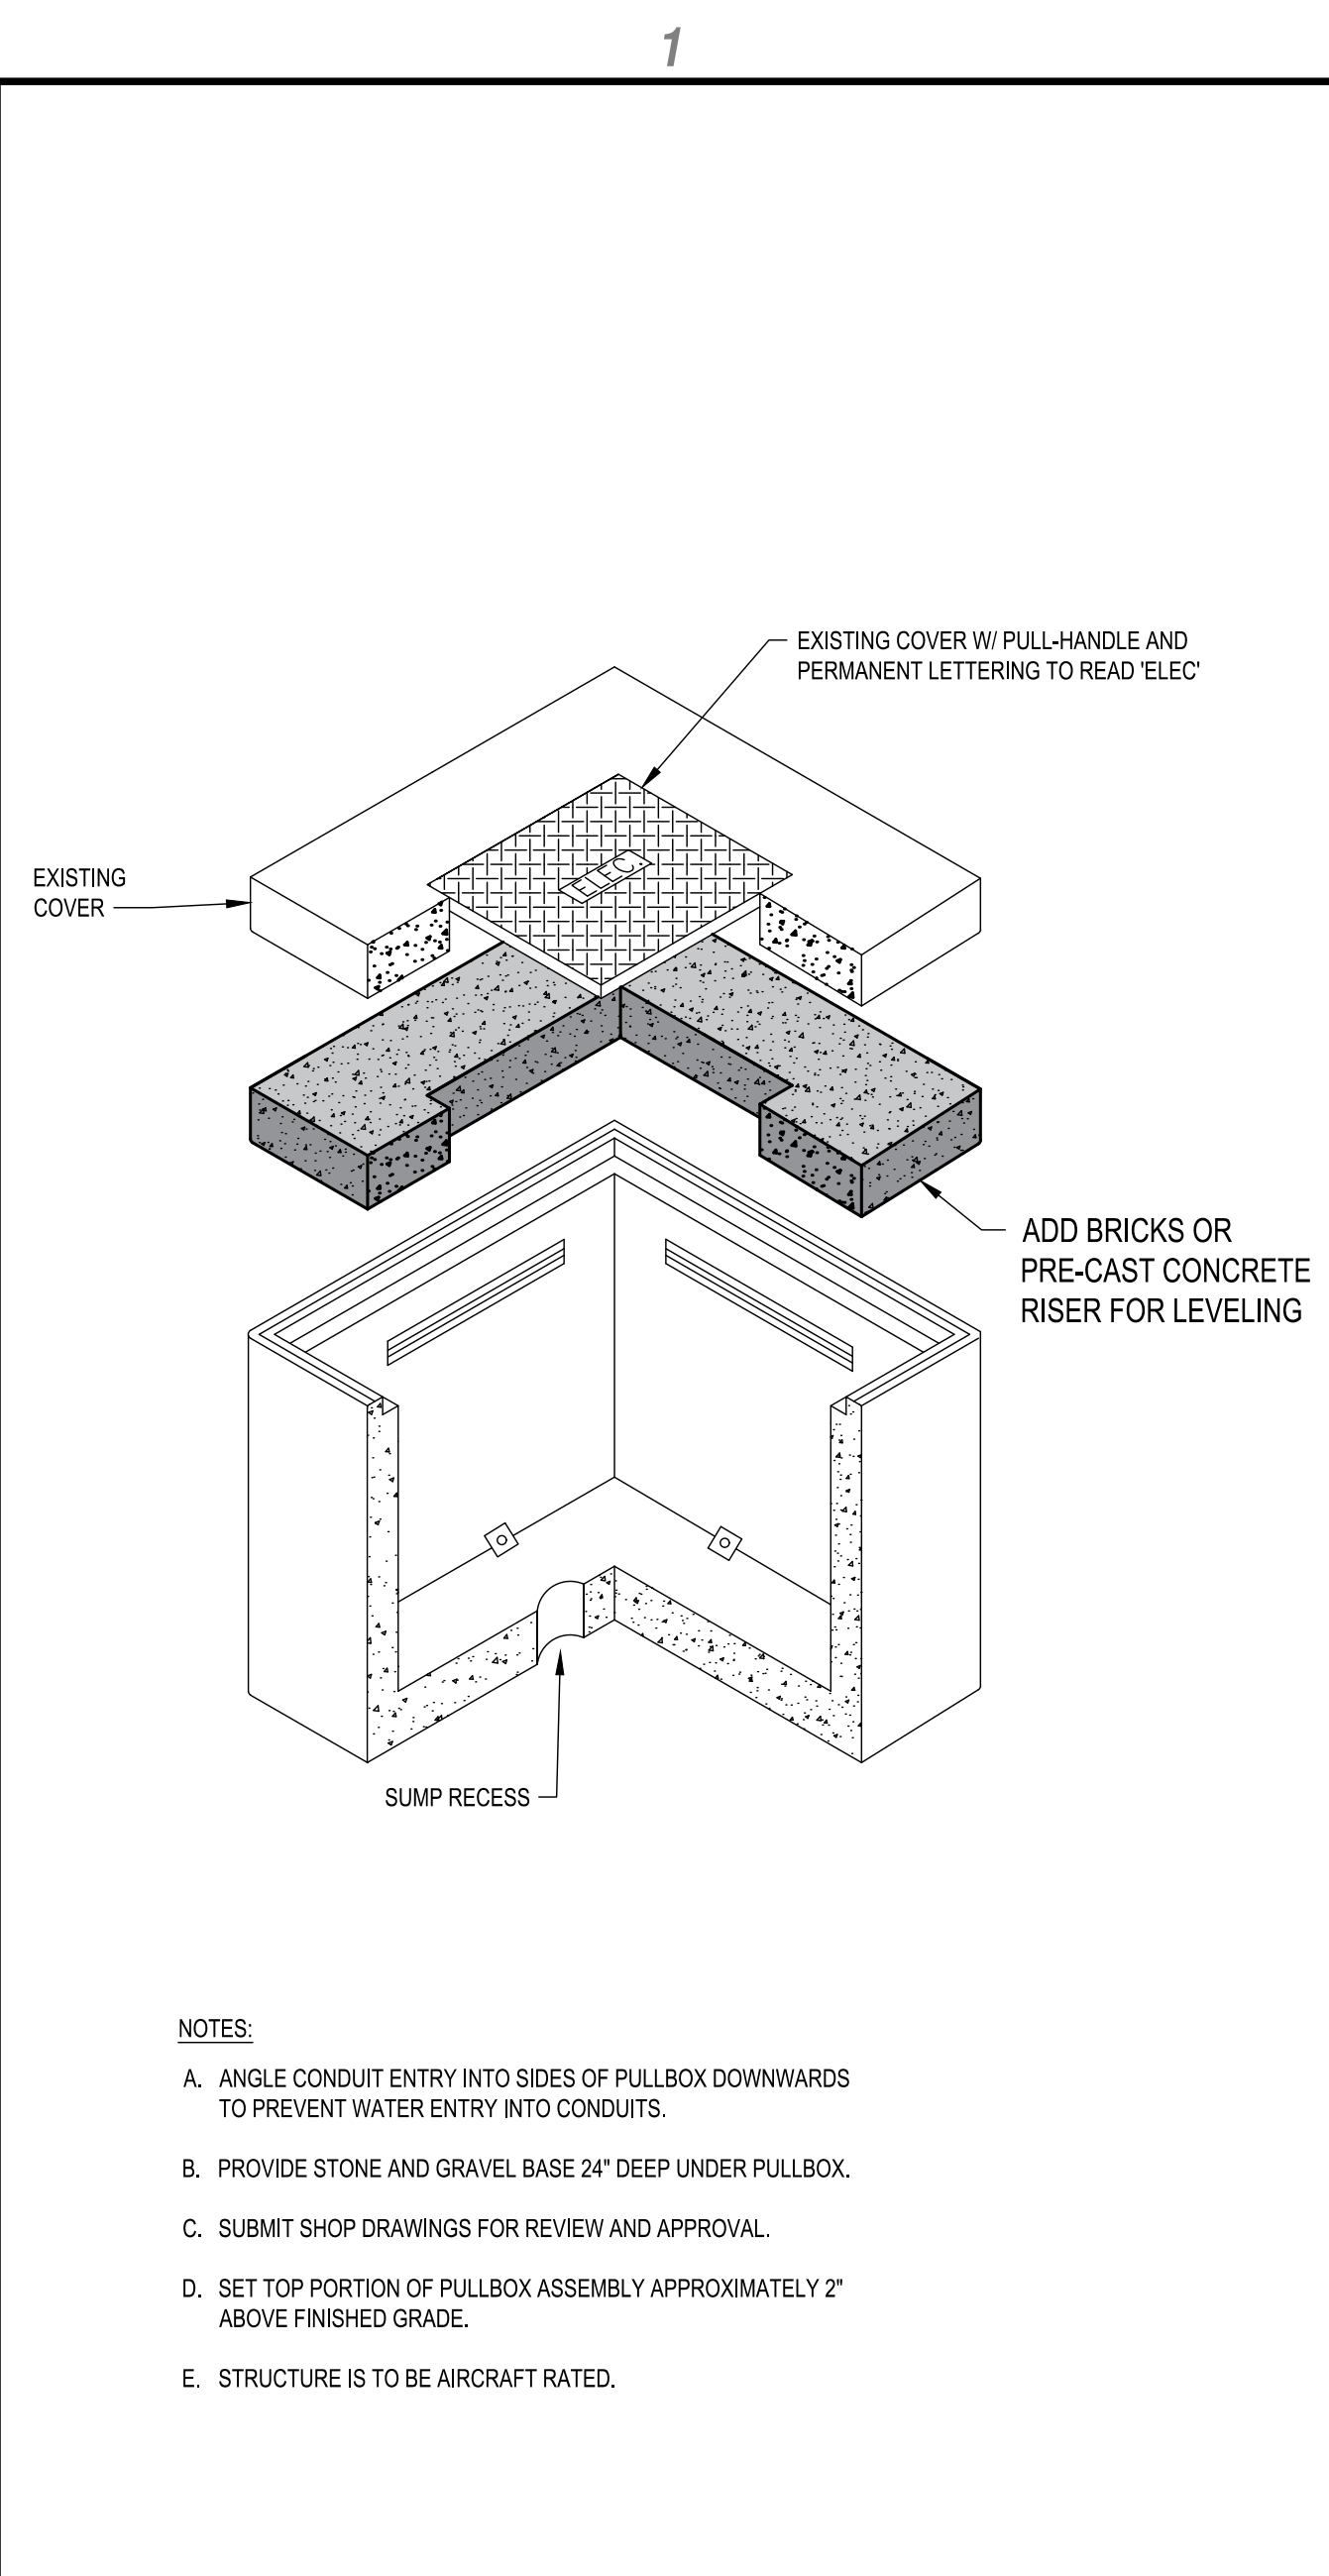 1
EXISTING COVER W/ PULL-HANDLE AND
PERMANENT LETTERING TO READ 'ELEC'
EXISTING
COVER
ELEC.
ADD BRICKS OR
PRE-CAST CONCRETE
RISER FOR LEVELING
SUMP RECESS
NOTES:
A. ANGLE CONDUIT ENTRY INTO SIDES OF PULLBOX DOWNWARDS
TO PREVENT WATER ENTRY INTO CONDUITS.
B. PROVIDE STONE AND GRAVEL BASE 24" DEEP UNDER PULLBOX.
C. SUBMIT SHOP DRAWINGS FOR REVIEW AND APPROVAL.
D. SET TOP PORTION OF PULLBOX ASSEMBLY APPROXIMATELY 2"
ABOVE FINISHED GRADE.
E. STRUCTURE IS TO BE AIRCRAFT RATED.